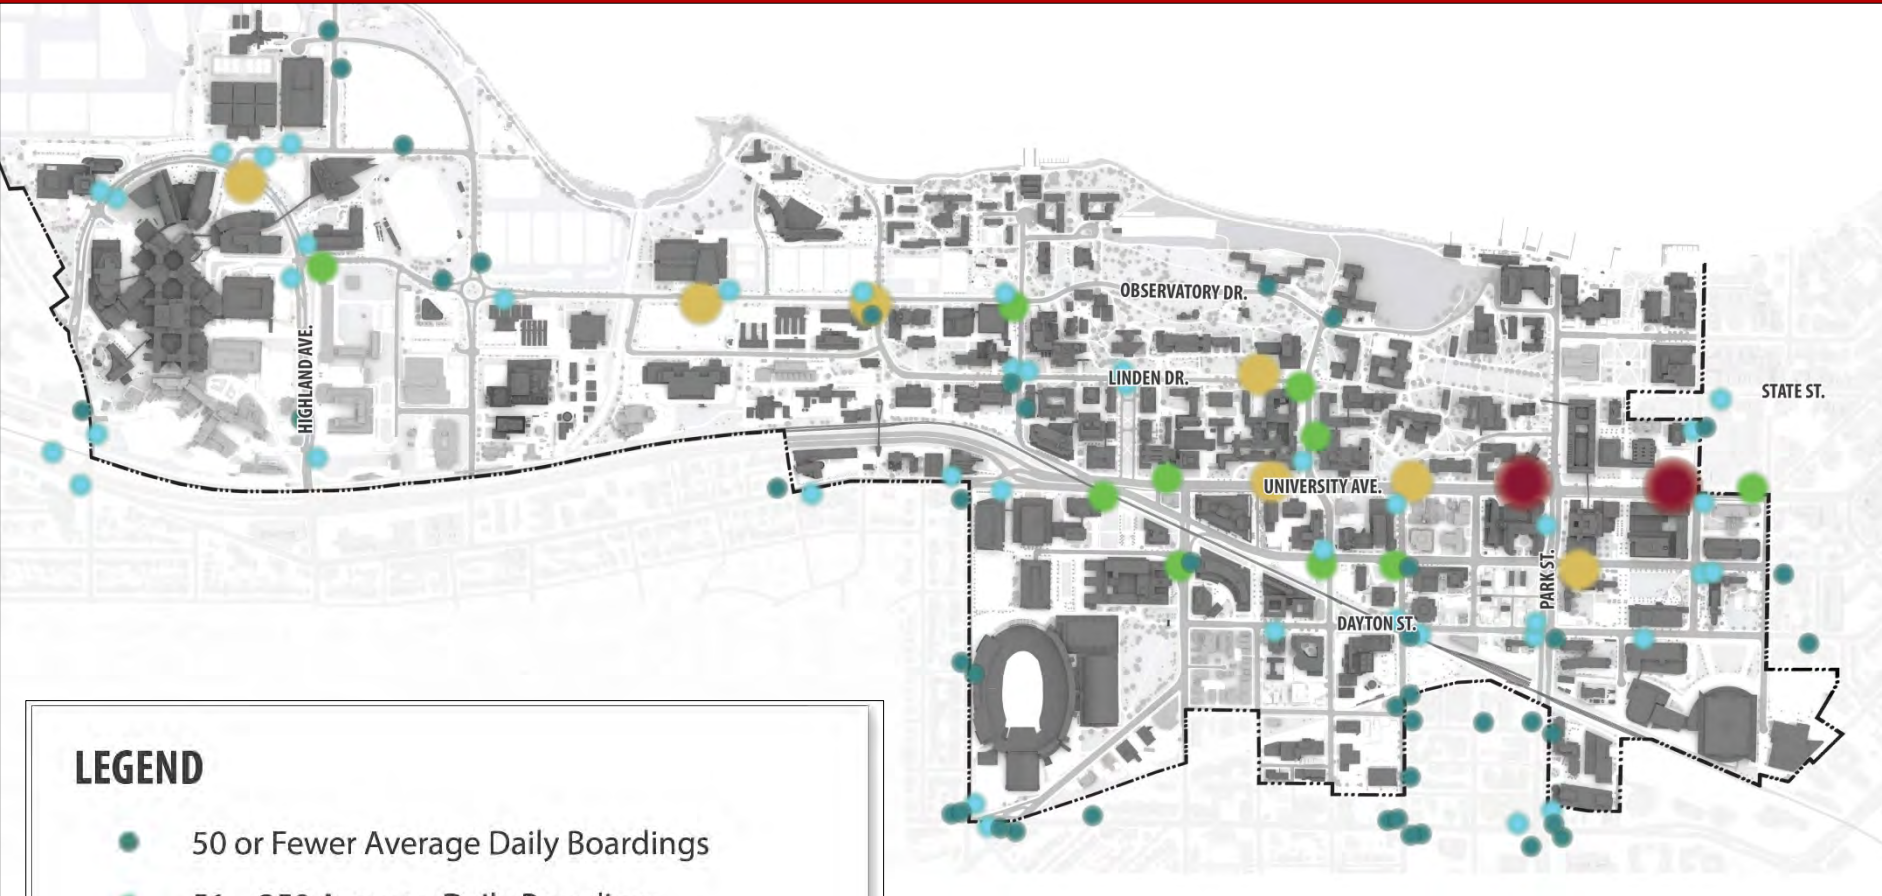 OBSERVATORY DR.
HIGHLAND AVE.
LINDEN DR.
STATE ST.
UNIVERSITY AVE.
PARK ST.
DAYTON ST.
LEGEND
50 or Fewer Average Daily Boardings